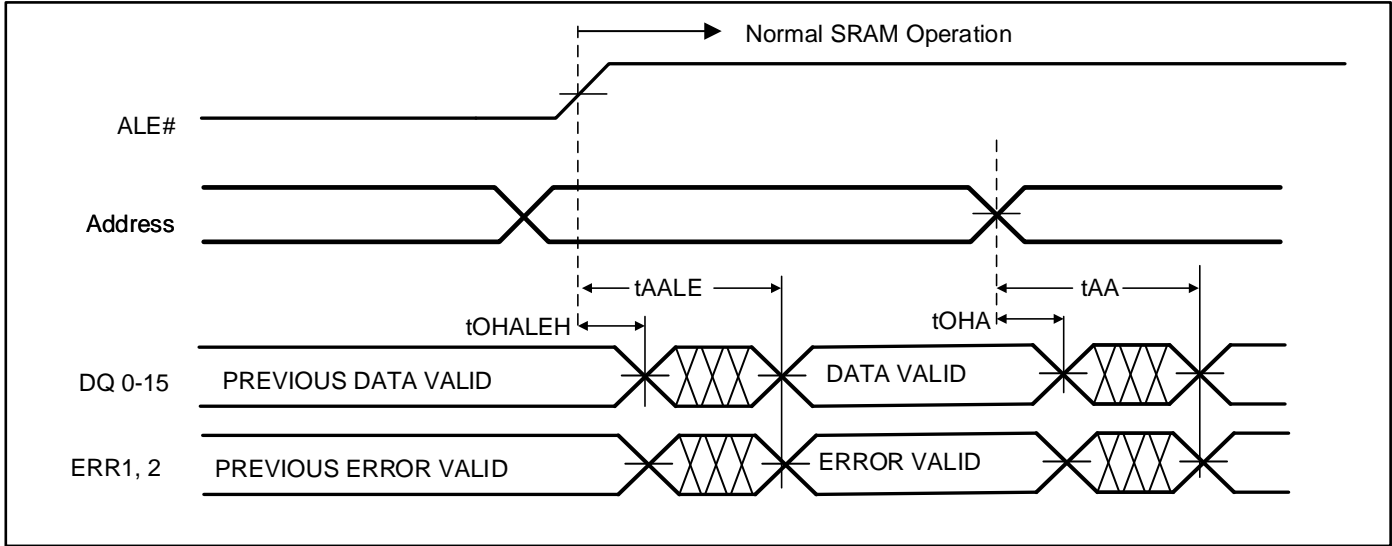 Normal SRAM Operation
ALE#
Address
tAALE
tAA
tOHALEH
tOHA
DQ 0-15
PREVIOUS DATA VALID
DATA VALID
ERR1, 2
PREVIOUS ERROR VALID
ERROR VALID